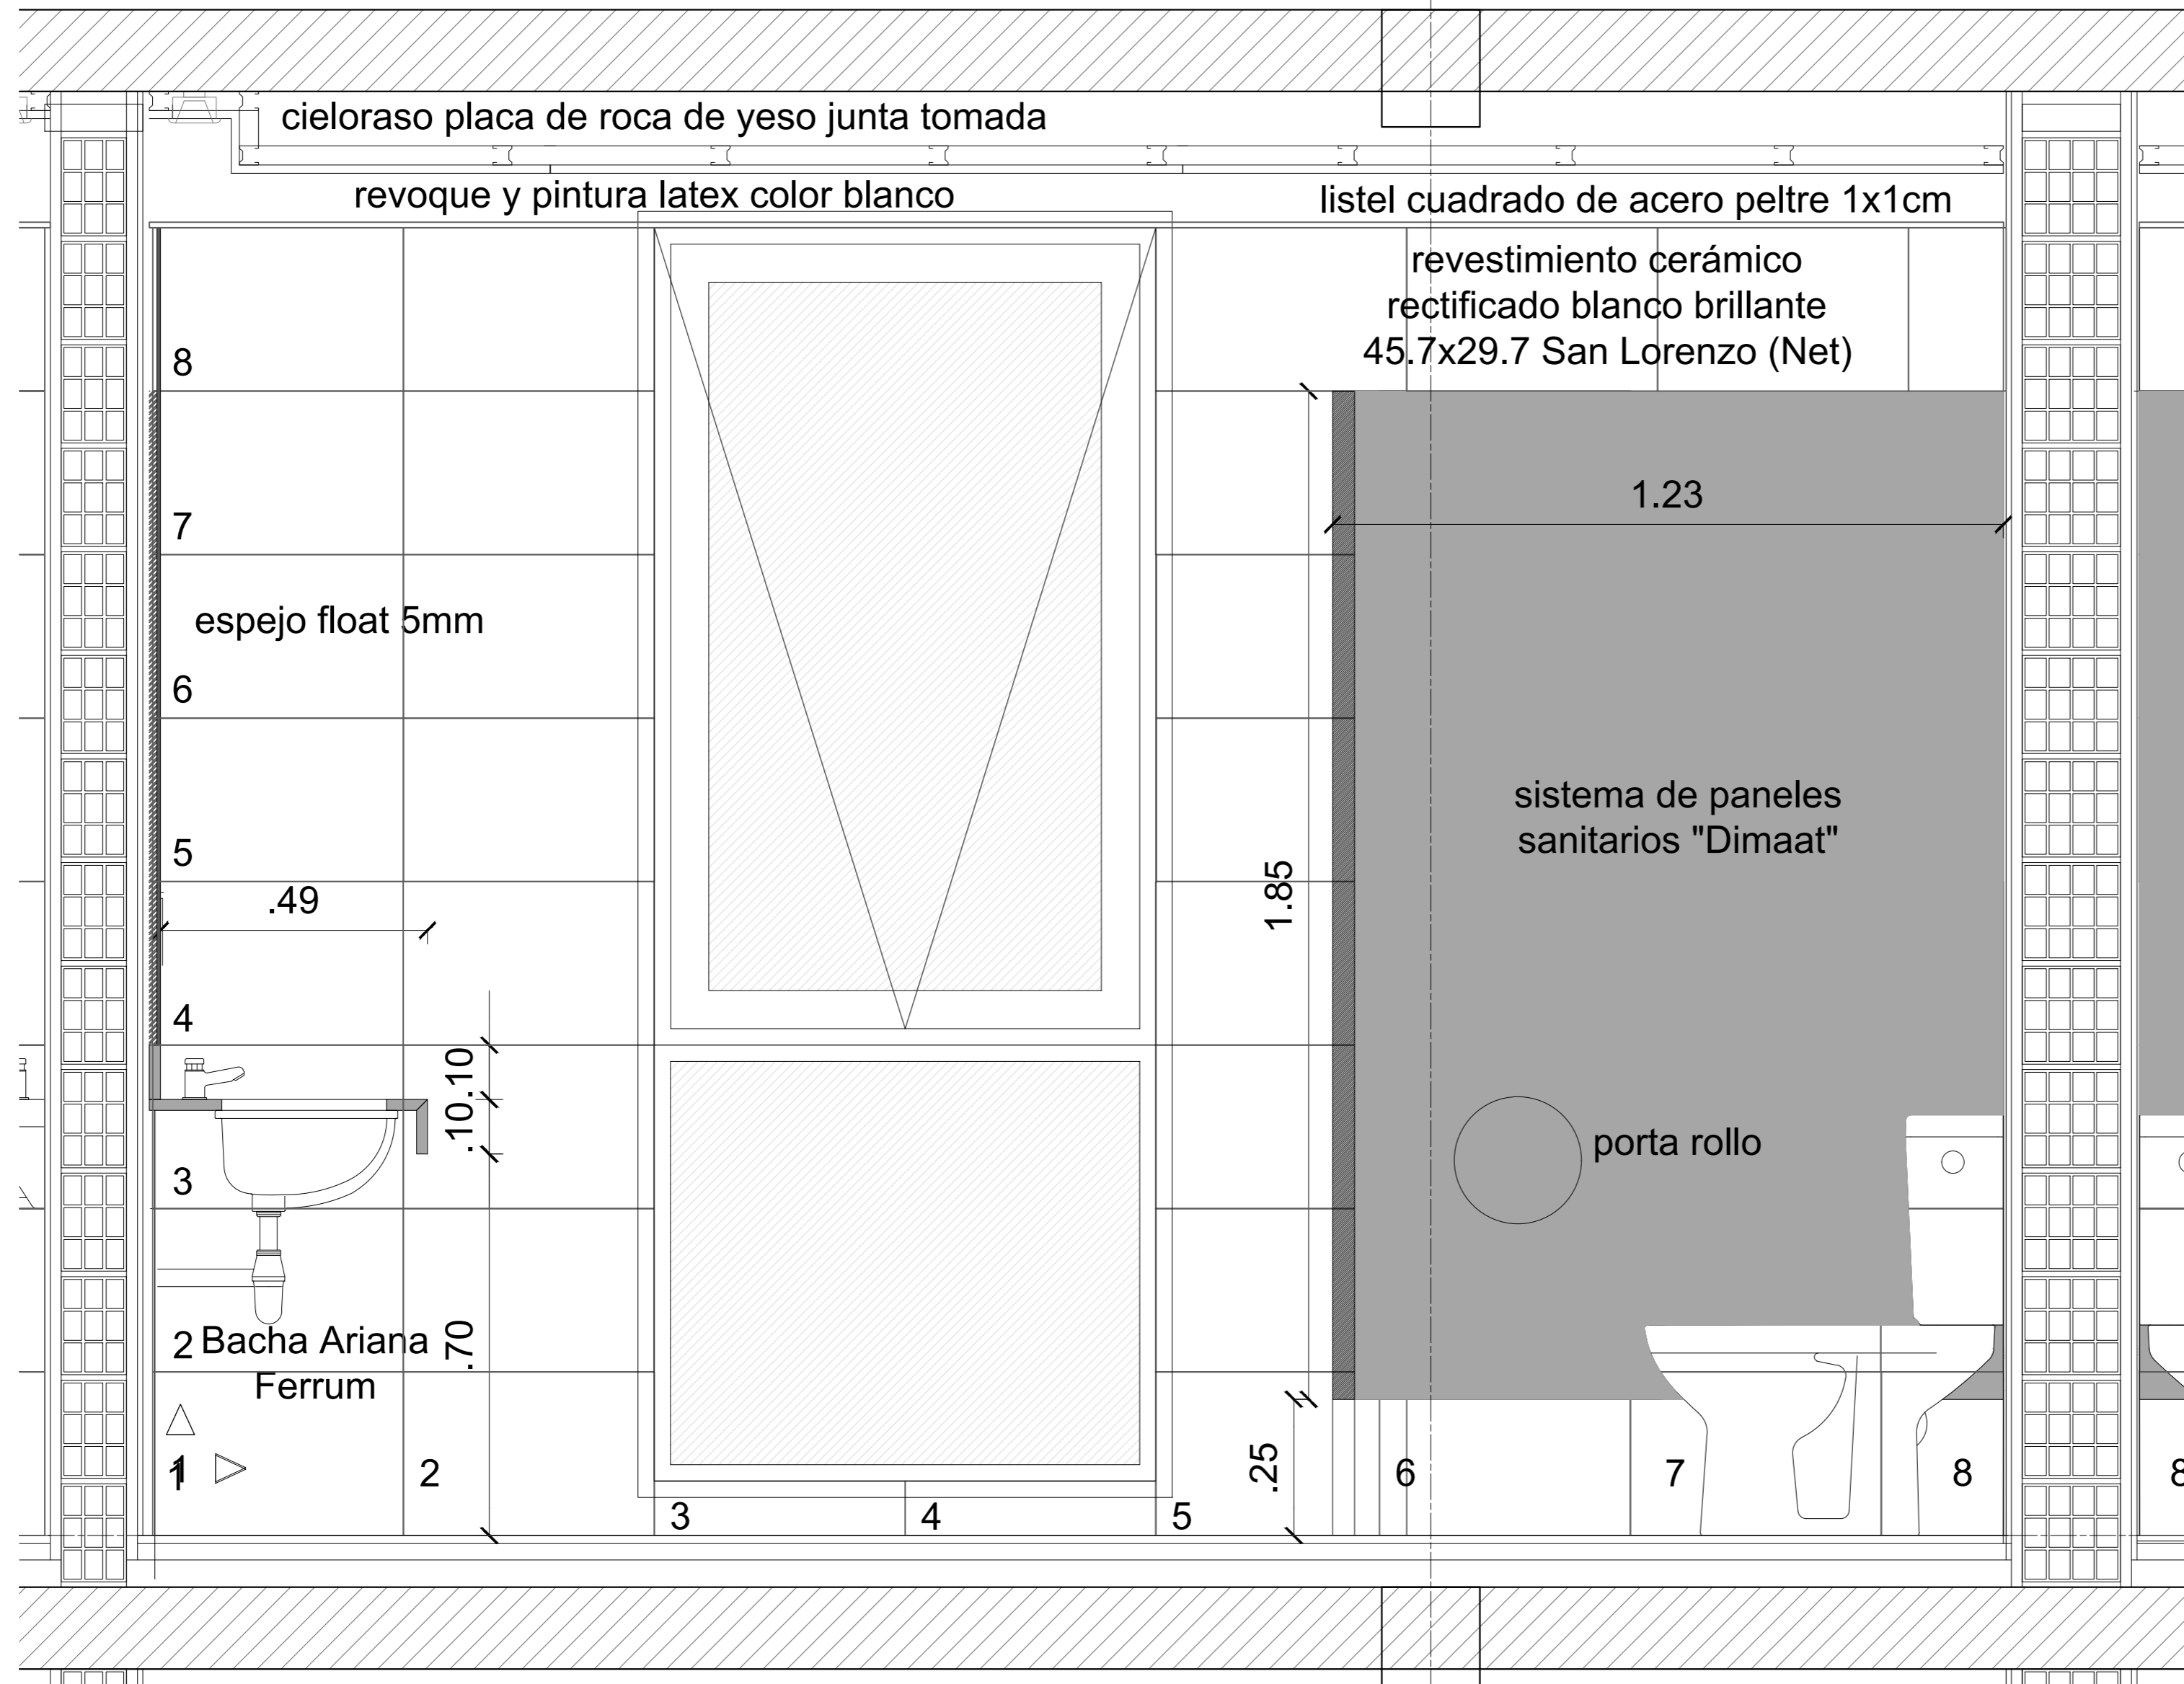 cieloraso placa de roca de yeso junta tomada
revoque y pintura latex color blanco
listel cuadrado de acero peltre 1x1cm
revestimiento cerámico
rectificado blanco brillante
45.7x29.7 San Lorenzo (Net)
8
7
1.23
espejo float 5mm
6
sistema de paneles
sanitarios "Dimaat"
5
.49
1.85
4
.10
.10
porta rollo
3
2
Bacha Ariana
Ferrum
.70
1
1
2
3
4
5
.25
6
7
8
8